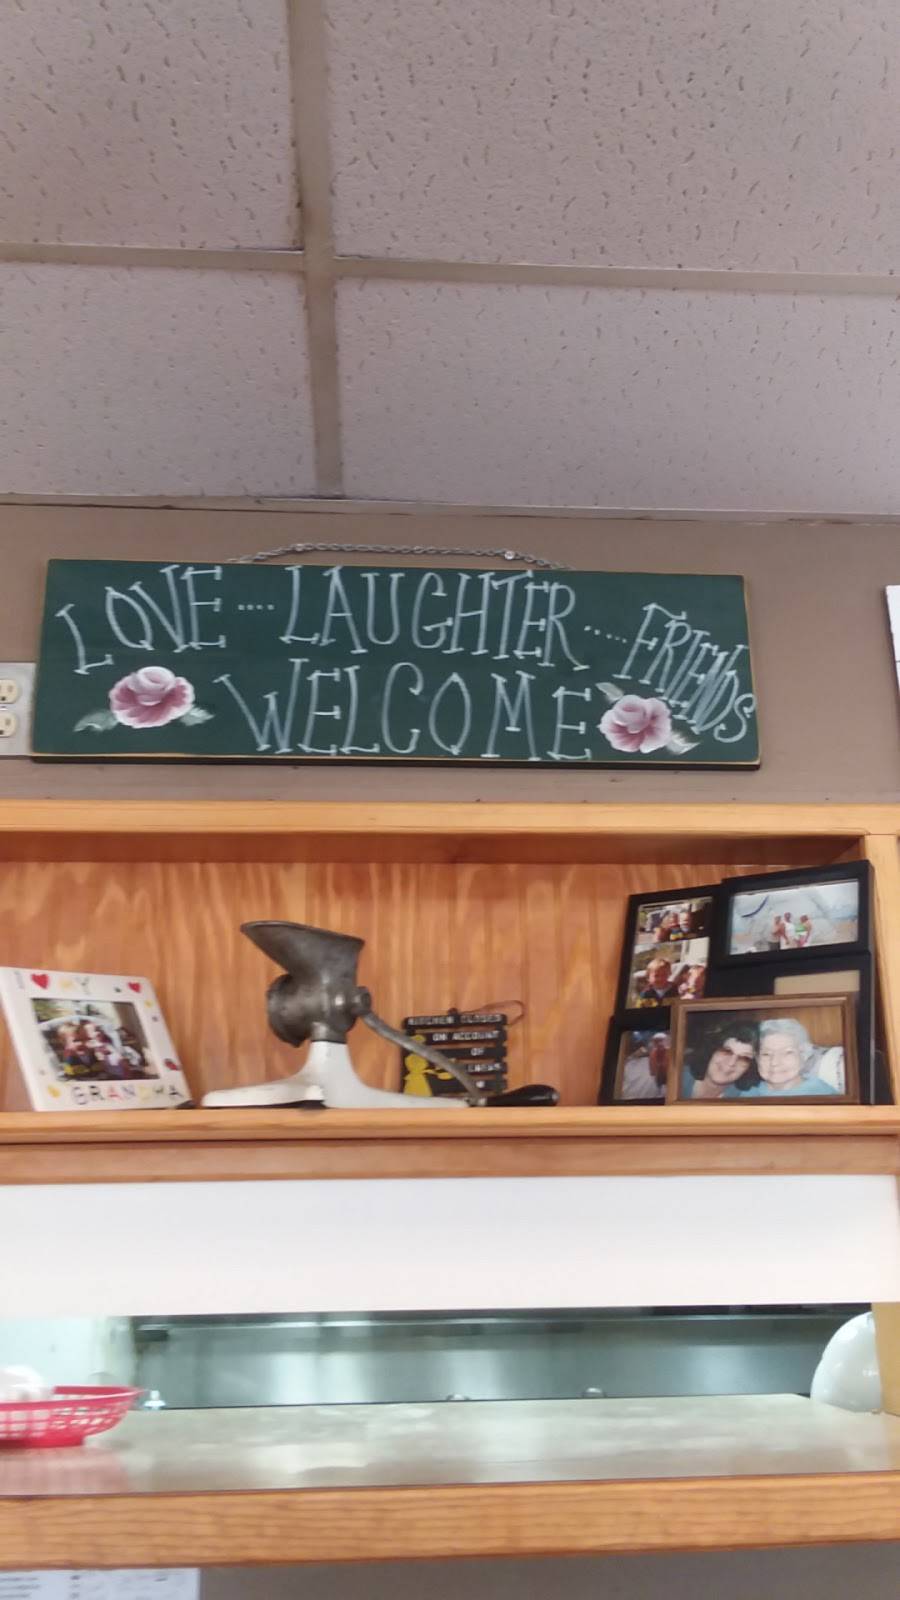 LOVE....LAUGHTER.....FRIENDS
WELCOME
MY
GRANDMA
KITCHEN CLOSED
ON ACCOUNT
OF